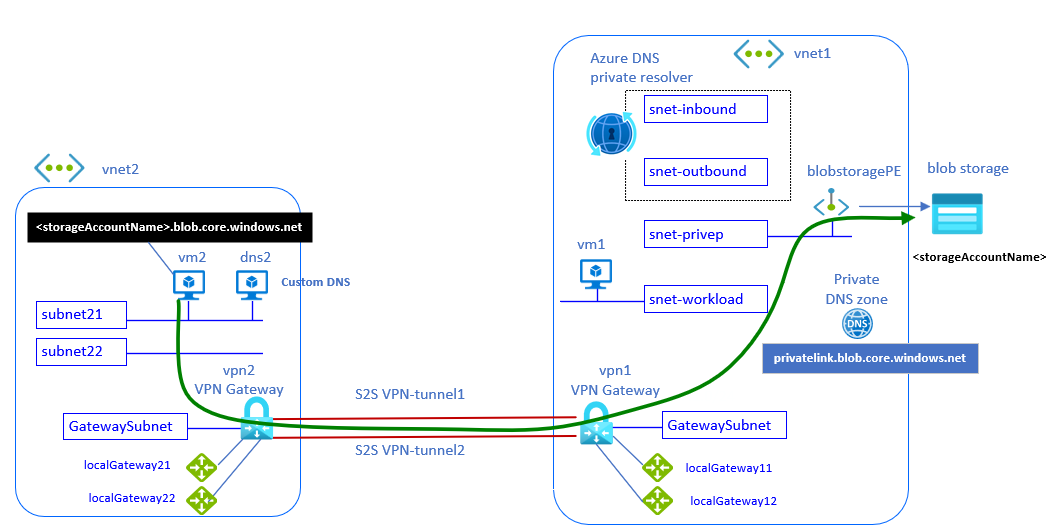 vnet1
Azure DNS
private resolver
snet-inbound
snet-outbound
blobstoragePE
blob storage
<storageAccountName>
snet-privep
vm1
snet-workload
Private
DNS zone
DNS
privatelink.blob.core.windows.net
vnet2
<storageAccountName>.blob.core.windows.net
vm2
dns2
Custom DNS
subnet21
subnet22
vpn2
VPN Gateway
S2S VPN-tunnel1
vpn1
VPN Gateway
GatewaySubnet
S2S VPN-tunnel2
GatewaySubnet
localGateway21
localGateway22
localGateway11
localGateway12